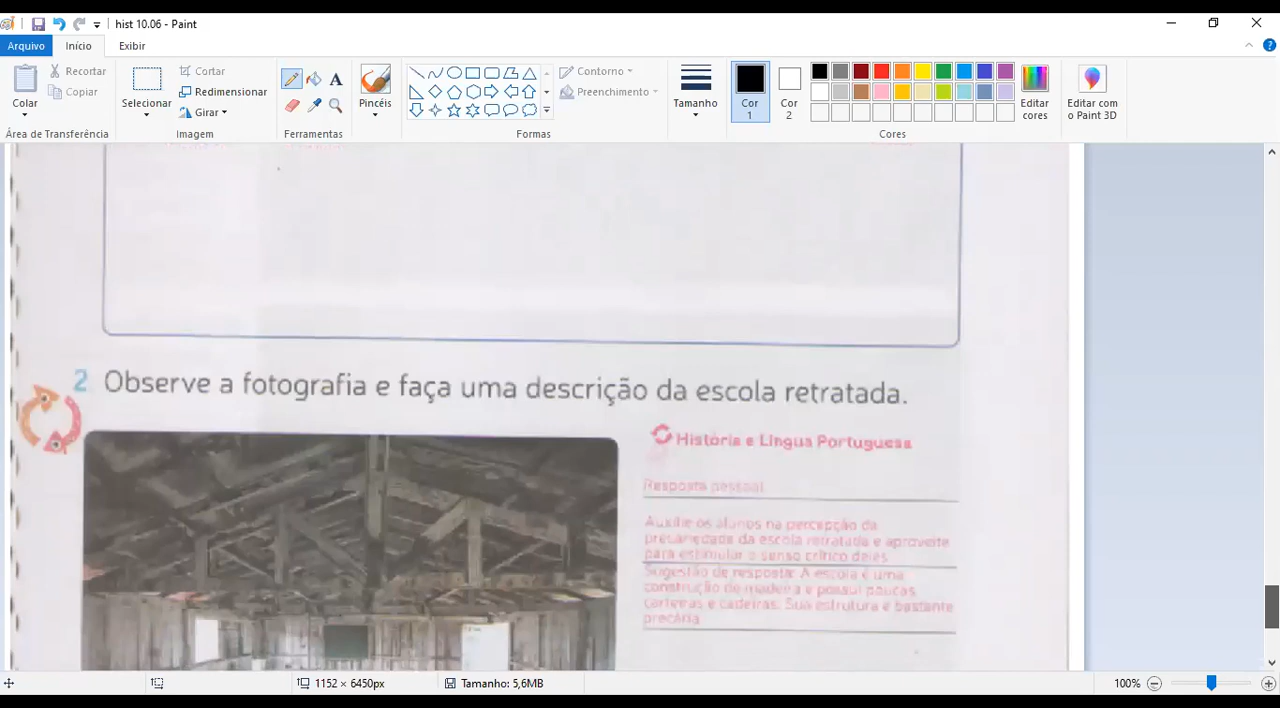 hist 10.06 - Paint
Arquivo
Início
Exibir
Colar
Recortar
Copiar
Área de Transferência
Selecionar
Cortar
Redimensionar
Girar
Imagem
A
Ferramentas
Pincéis
Contorno
Preenchimento
Formas
Tamanho
Cor
1
Cor
2
Editar
cores
Cores
Editar com
o Paint 3D
2 Observe a fotografia e faça uma descrição da escola retratada.
História e Língua Portuguesa
Resposta pessoal.
Auxilie os alunos na percepção da
precariedade da escola retratada e aproveite
para estimular o senso crítico deles.
Sugestão de resposta: A escola é uma
construção de madeira e possui poucas
carteiras e cadeiras. Sua estrutura é bastante
precária.
1152 × 6450px
Tamanho: 5,6MB
100%